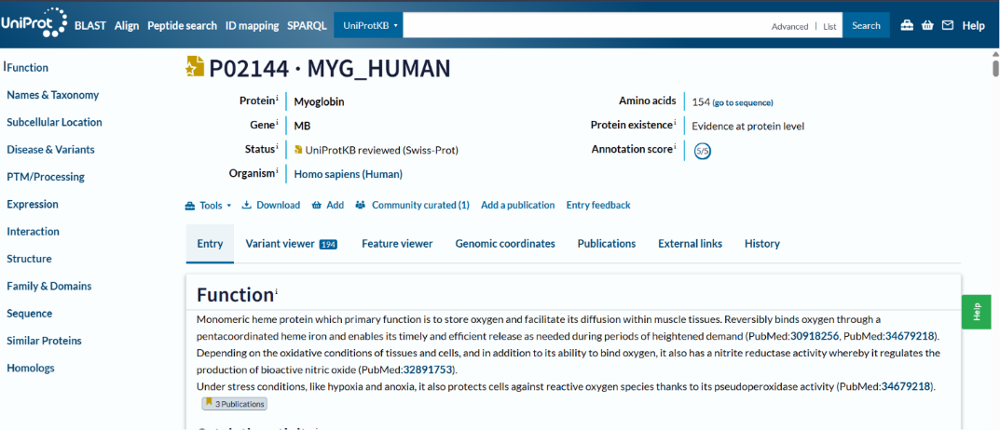 UniProt BLAST Align Peptide search ID mapping SPARQL UniProtKB Advanced | List Search Help
Function
Names & Taxonomy
Subcellular Location
Disease & Variants
PTM/Processing
Expression
Interaction
Structure
Family & Domains
Sequence
Similar Proteins
Homologs
P02144 · MYG_HUMAN
Proteini Myoglobin
Genei MB
Statusi UniProtKB reviewed (Swiss-Prot)
Organismi Homo sapiens (Human)
Amino acids 154 (go to sequence)
Protein existencei Evidence at protein level
Annotation scorei 5/5
Tools Download Add Community curated (1) Add a publication Entry feedback
Entry Variant viewer 194 Feature viewer Genomic coordinates Publications External links History
Functioni
Monomeric heme protein which primary function is to store oxygen and facilitate its diffusion within muscle tissues. Reversibly binds oxygen through a
pentacoordinated heme iron and enables its timely and efficient release as needed during periods of heightened demand (PubMed:30918256, PubMed:34679218).
Depending on the oxidative conditions of tissues and cells, and in addition to its ability to bind oxygen, it also has a nitrite reductase activity whereby it regulates the
production of bioactive nitric oxide (PubMed:32891753).
Under stress conditions, like hypoxia and anoxia, it also protects cells against reactive oxygen species thanks to its pseudoperoxidase activity (PubMed:34679218).
3 Publications
Help